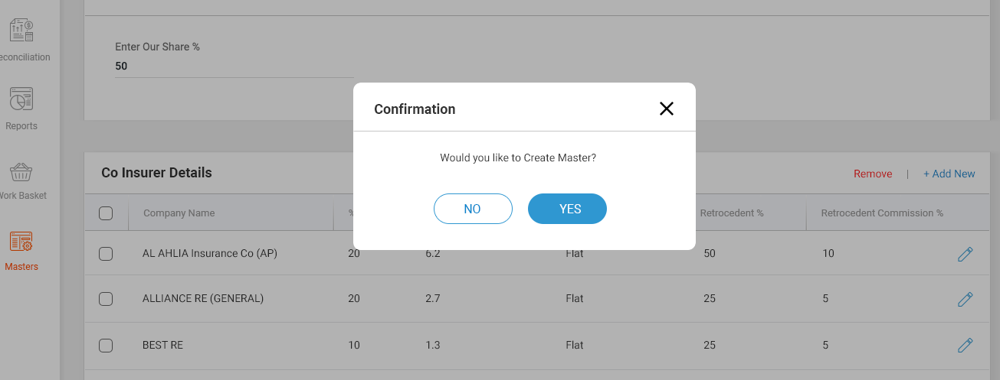 Enter Our Share %
50
Confirmation
Would you like to Create Master?
NO YES
Reports
Masters
Co Insurer Details
Remove | + Add New
Company Name % Retrocedent % Retrocedent Commission %
AL AHLIA Insurance Co (AP) 20 6.2 Flat 50 10
ALLIANCE RE (GENERAL) 20 2.7 Flat 25 5
BEST RE 10 1.3 Flat 25 5
econciliation
Work Basket